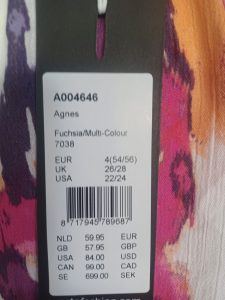 A004646
Agnes
Fuchsia/Multi-Colour
7038
EUR 4(54/56)
UK 26/28
USA 22/24
8 717945 789687
NLD 59.95 EUR
GB 57.95 GBP
USA 84.00 USD
CAN 99.00 CAD
SE 699.00 SEK